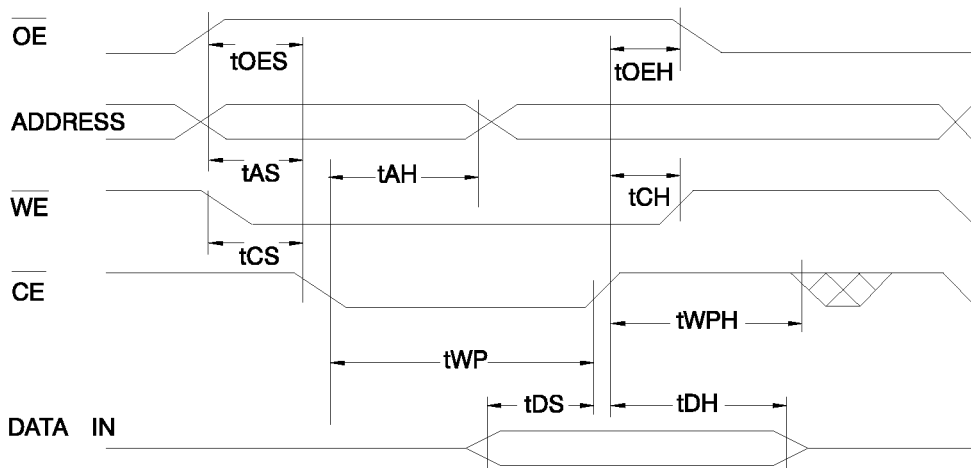 OE
tOES
tOEH
ADDRESS
tAS
tAH
tCH
WE
tCS
CE
tWPH
tWP
tDS
tDH
DATA IN